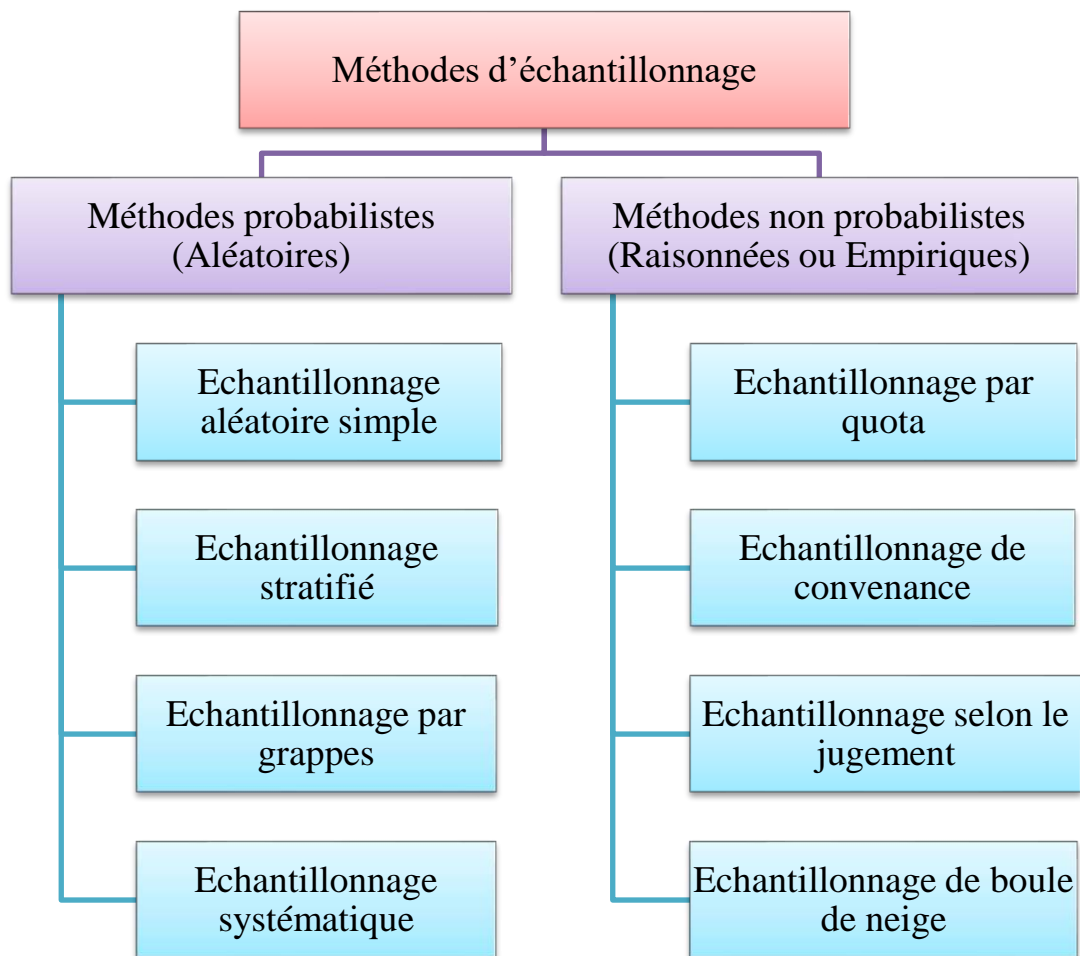 Méthodes d’échantillonnage
Méthodes probabilistes
(Aléatoires)
Echantillonnage
aléatoire simple
Echantillonnage
stratifié
Echantillonnage par
grappes
Echantillonnage
systématique
Méthodes non probabilistes
(Raisonnées ou Empiriques)
Echantillonnage par
quota
Echantillonnage de
convenance
Echantillonnage selon le
jugement
Echantillonnage de boule
de neige